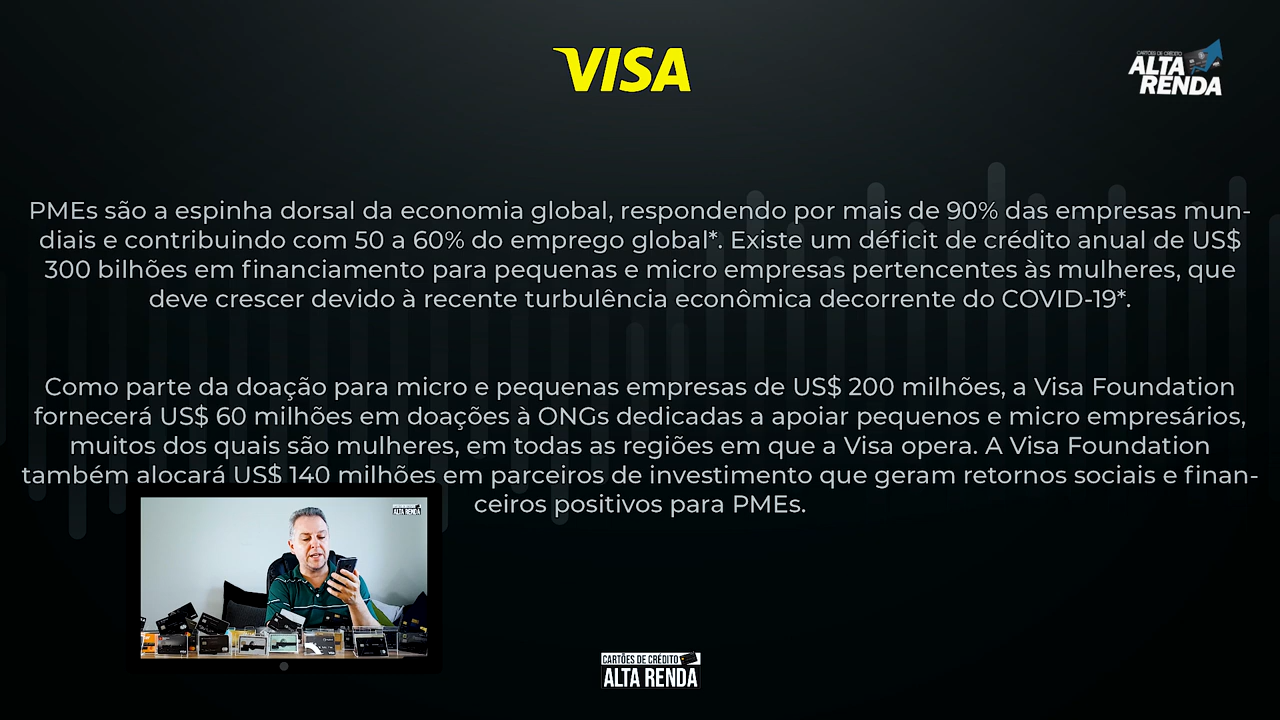 VISA
CARTÕES DE CRÉDITO
ALTA
RENDA
PMEs são a espinha dorsal da economia global, respondendo por mais de 90% das empresas mun-
diais e contribuindo com 50 a 60% do emprego global*. Existe um déficit de crédito anual de US$
300 bilhões em financiamento para pequenas e micro empresas pertencentes às mulheres, que
deve crescer devido à recente turbulência econômica decorrente do COVID-19*.
Como parte da doação para micro e pequenas empresas de US$ 200 milhões, a Visa Foundation
fornecerá US$ 60 milhões em doações à ONGs dedicadas a apoiar pequenos e micro empresários,
muitos dos quais são mulheres, em todas as regiões em que a Visa opera. A Visa Foundation
também alocará US$ 140 milhões em parceiros de investimento que geram retornos sociais e finan-
ceiros positivos para PMEs.
ALTA RENDA
CARTÕES DE CRÉDITO
ALTA RENDA